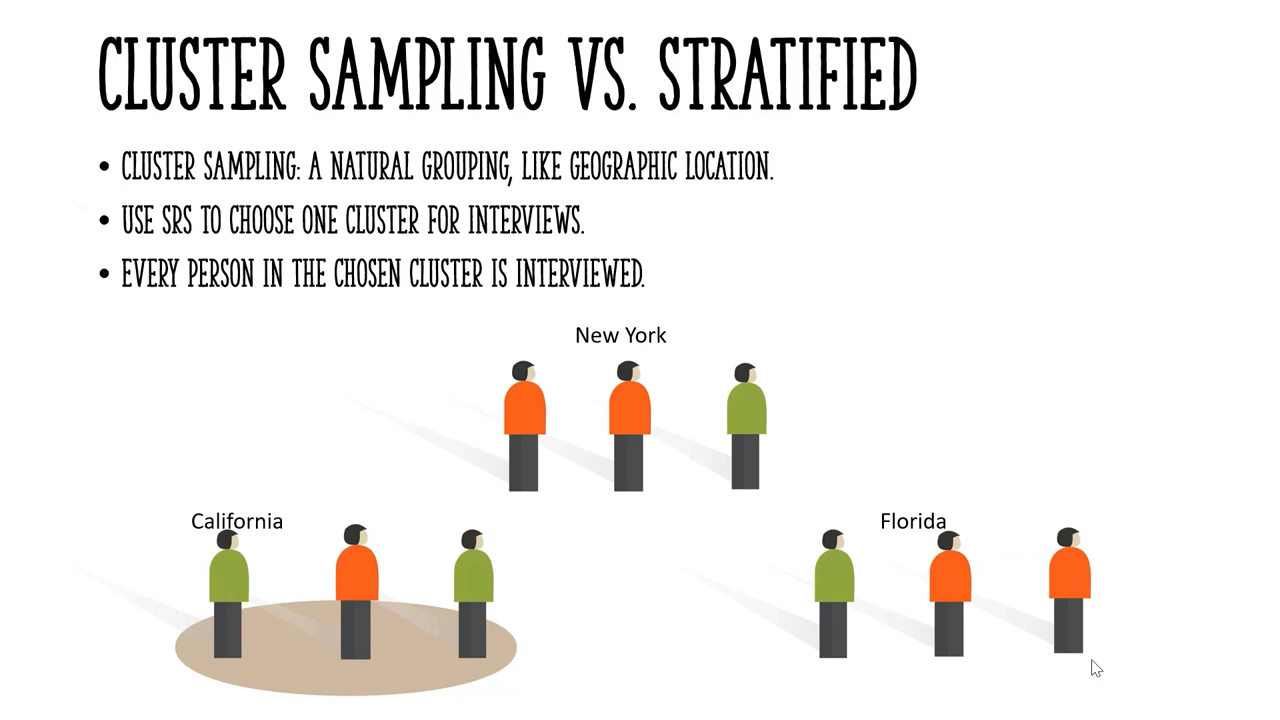 CLUSTER SAMPLING VS. STRATIFIED
• CLUSTER SAMPLING: A NATURAL GROUPING, LIKE GEOGRAPHIC LOCATION.
• USE SRS TO CHOOSE ONE CLUSTER FOR INTERVIEWS.
• EVERY PERSON IN THE CHOSEN CLUSTER IS INTERVIEWED.
New York
California
Florida